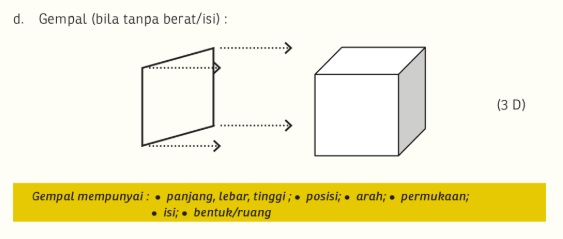 d. Gempal (bila tanpa berat/isi) :
(3 D)
Gempal mempunyai : • panjang, lebar, tinggi ; • posisi; • arah; • permukaan;
• isi; • bentuk/ruang